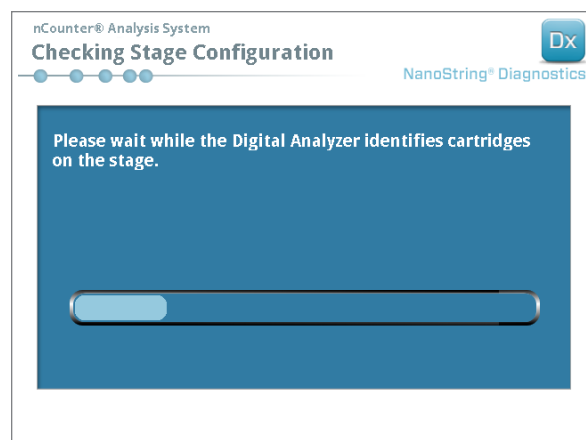 nCounter® Analysis System
Checking Stage Configuration
Dx
NanoString® Diagnostics
Please wait while the Digital Analyzer identifies cartridges
on the stage.